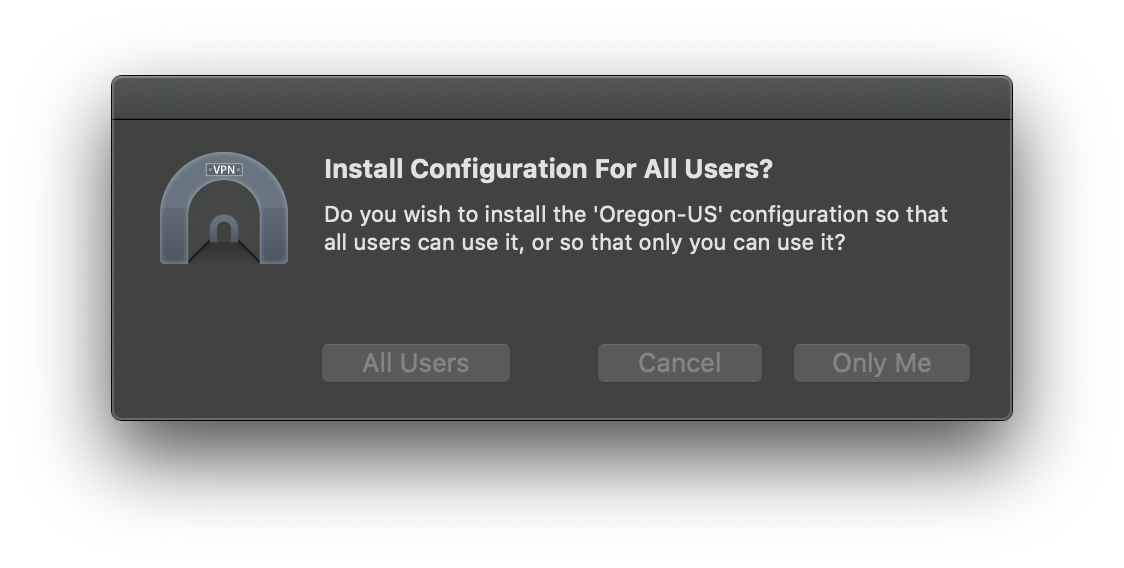 VPN
Install Configuration For All Users?
Do you wish to install the 'Oregon-US' configuration so that
all users can use it, or so that only you can use it?
All Users
Cancel
Only Me